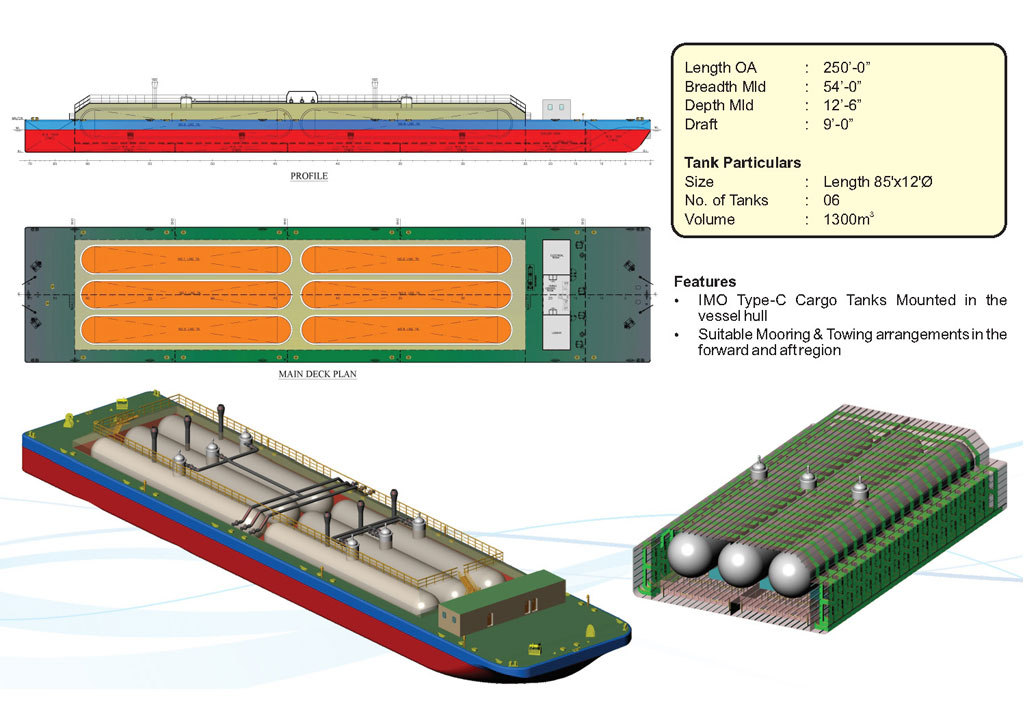 Length OA : 250’-0”
Breadth Mld : 54’-0”
Depth Mld : 12’-6”
Draft : 9’-0”
Tank Particulars
Size : Length 85'x12'Ø
No. of Tanks : 06
Volume : 1300m³
PROFILE
Features
• IMO Type-C Cargo Tanks Mounted in the
vessel hull
• Suitable Mooring & Towing arrangements in the
forward and aft region
MAIN DECK PLAN